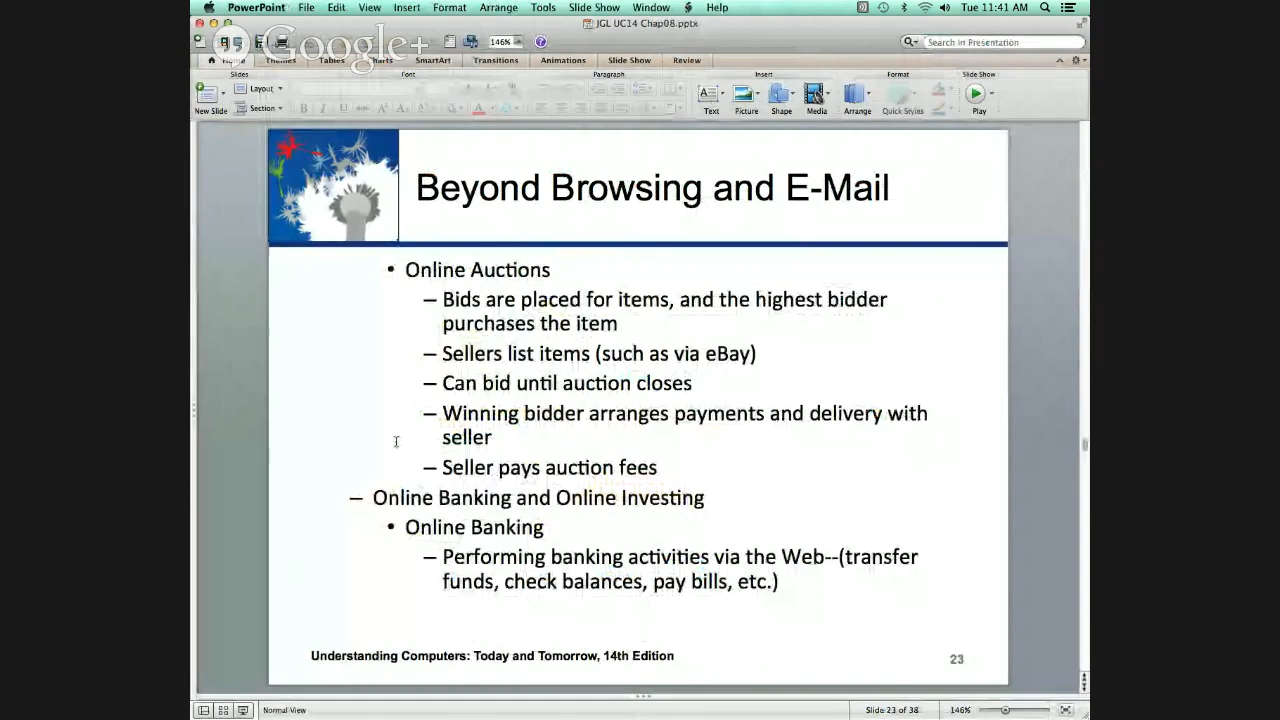 PowerPoint File Edit View Insert Format Arrange Tools Slide Show Window Help Tue 11:41 AM
JGL UC14 Chap08.pptx
Google+
146% Search in Presentation
Home Themes Tables Charts SmartArt Transitions Animations Slide Show Review
Slides Font Paragraph Insert Format Slide Show
Layout
Section
New Slide Text Picture Shape Media Arrange Quick Styles Play
Beyond Browsing and E-Mail
• Online Auctions
– Bids are placed for items, and the highest bidder
purchases the item
– Sellers list items (such as via eBay)
– Can bid until auction closes
– Winning bidder arranges payments and delivery with
seller
– Seller pays auction fees
– Online Banking and Online Investing
• Online Banking
– Performing banking activities via the Web--(transfer
funds, check balances, pay bills, etc.)
Understanding Computers: Today and Tomorrow, 14th Edition 23
Normal View Slide 23 of 38 146%